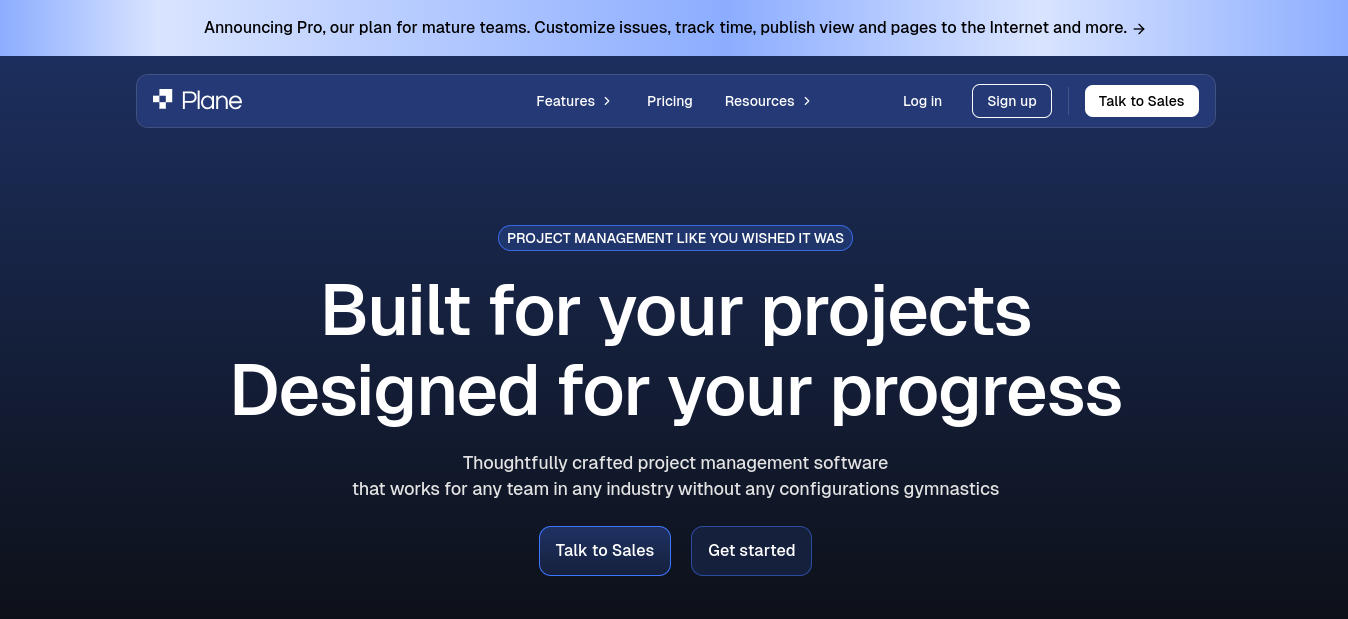 Announcing Pro, our plan for mature teams. Customize issues, track time, publish view and pages to the Internet and more. →
Plane
Features
Pricing
Resources
Log in
Sign up
Talk to Sales
PROJECT MANAGEMENT LIKE YOU WISHED IT WAS
Built for your projects
Designed for your progress
Thoughtfully crafted project management software
that works for any team in any industry without any configurations gymnastics
Talk to Sales
Get started